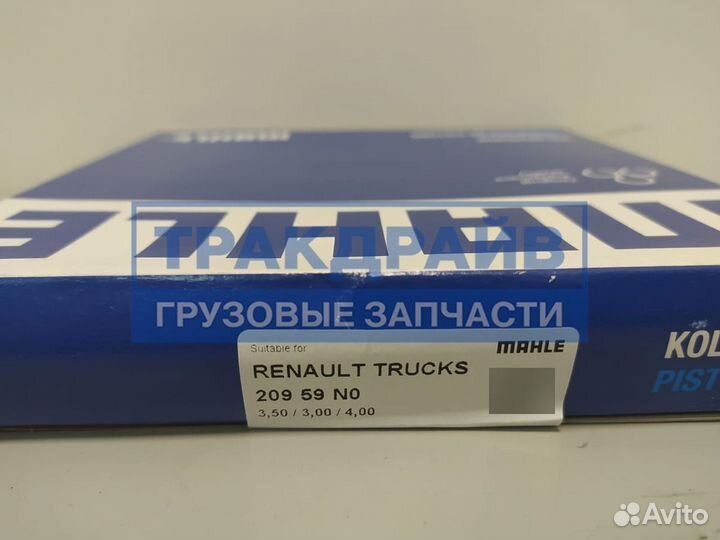 MAHLE
ТРАКДРАЙВ
ГРУЗОВЫЕ ЗАПЧАСТИ
Suitable for
MAHLE
RENAULT TRUCKS
209 59 N0
3,50 / 3,00 / 4,00
KOL
PIST
Avito